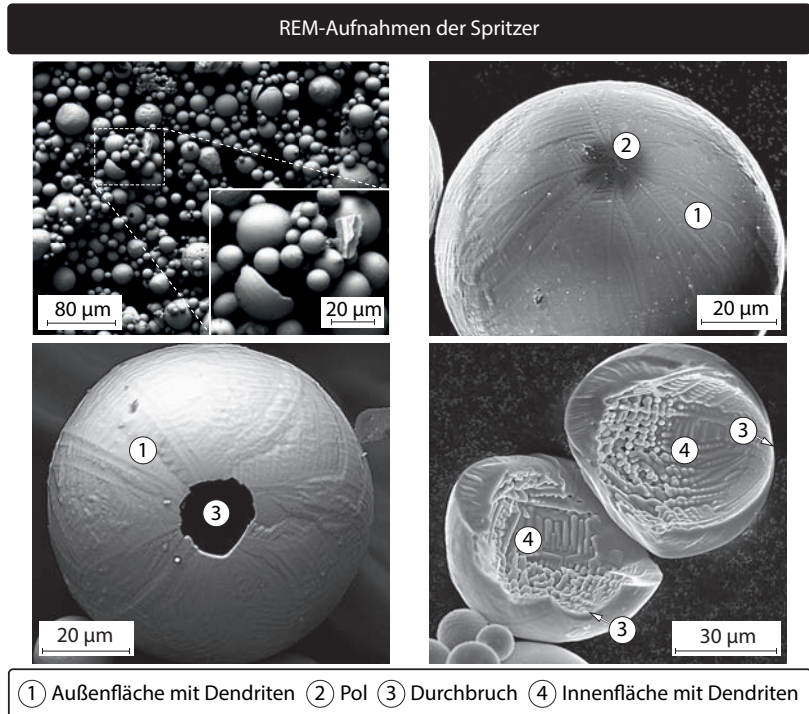 REM-Aufnahmen der Spritzer
80 µm
20 µm
2
1
20 µm
1
3
20 µm
3
4
4
3
30 µm
1 Außenfläche mit Dendriten 2 Pol 3 Durchbruch 4 Innenfläche mit Dendriten